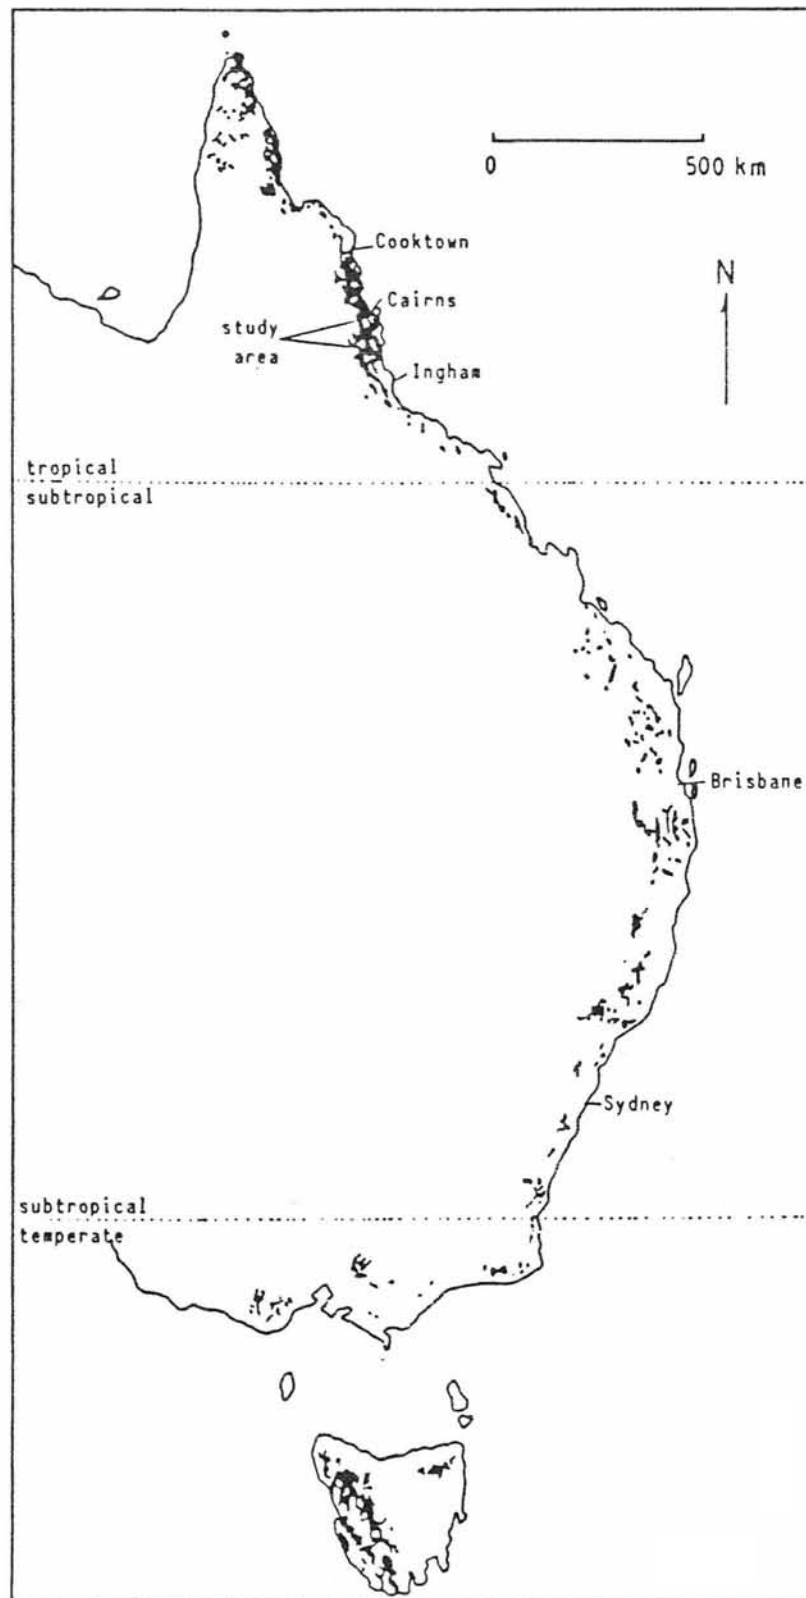 0 500 km
Cooktown
N
Cairns
study
area
Ingham
tropical
subtropical
Brisbane
Sydney
subtropical
temperate